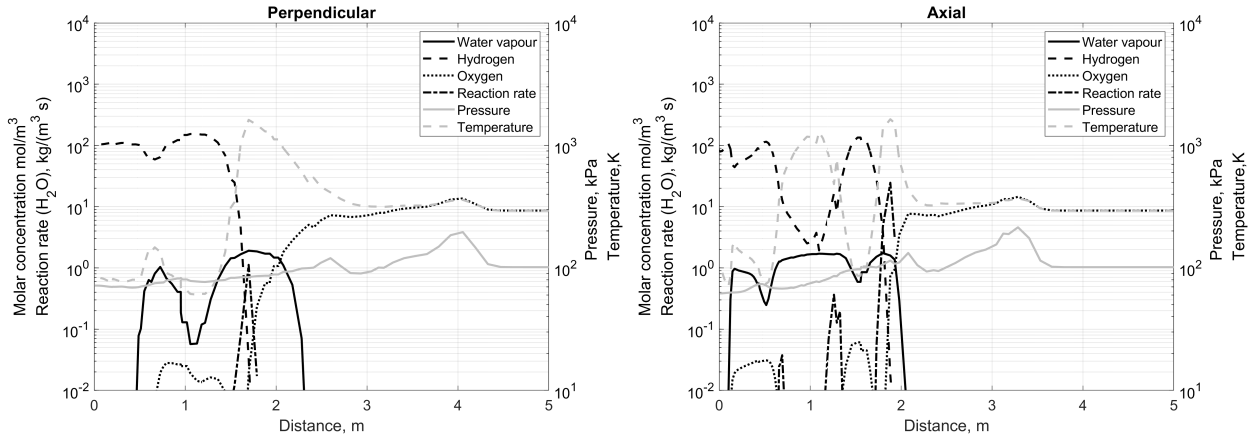 Perpendicular
10^4
10^3
10^2
10^1
10^0
10^-1
10^-2
Molar concentration mol/m^3
Reaction rate (H_2O), kg/(m^3 s)
Water vapour
Hydrogen
Oxygen
Reaction rate
Pressure
Temperature
10^4
10^3
10^2
10^1
Pressure, kPa
Temperature,K
0 1 2 3 4 5
Distance, m
Axial
10^4
10^3
10^2
10^1
10^0
10^-1
10^-2
Molar concentration mol/m^3
Reaction rate (H_2O), kg/(m^3 s)
Water vapour
Hydrogen
Oxygen
Reaction rate
Pressure
Temperature
10^4
10^3
10^2
10^1
Pressure, kPa
Temperature,K
0 1 2 3 4 5
Distance, m